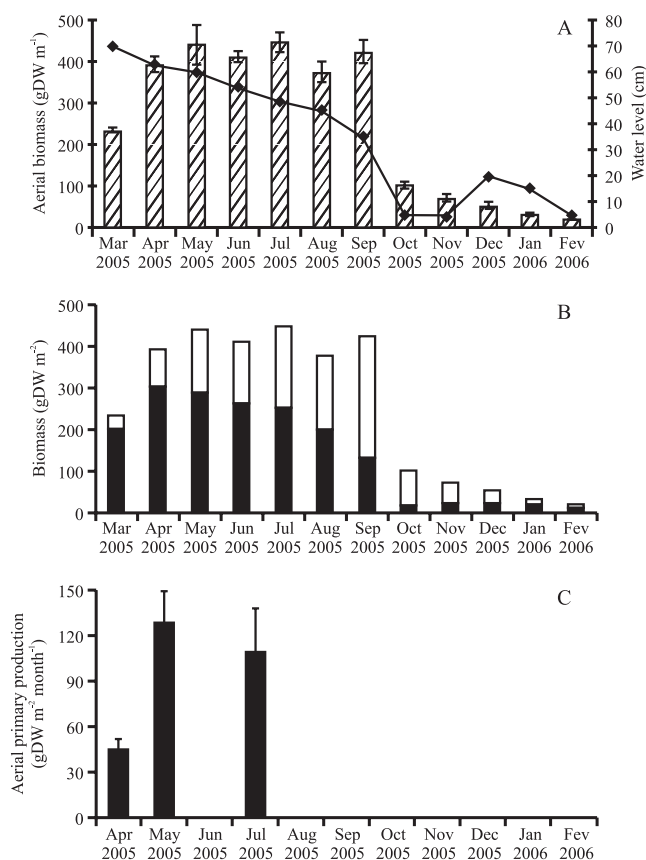 A
500
400
300
200
100
0
Aerial biomass (gDW m⁻¹)
80
70
60
50
40
30
20
10
0
Water level (cm)
Mar Apr May Jun Jul Aug Sep Oct Nov Dec Jan Fev
2005 2005 2005 2005 2005 2005 2005 2005 2005 2005 2006 2006
B
500
400
300
200
100
0
Biomass (gDW m⁻²)
Mar Apr May Jun Jul Aug Sep Oct Nov Dec Jan Fev
2005 2005 2005 2005 2005 2005 2005 2005 2005 2005 2006 2006
C
150
120
90
60
30
0
Aerial primary production
(gDW m⁻² month⁻¹)
Apr May Jun Jul Aug Sep Oct Nov Dec Jan Fev
2005 2005 2005 2005 2005 2005 2005 2005 2005 2006 2006